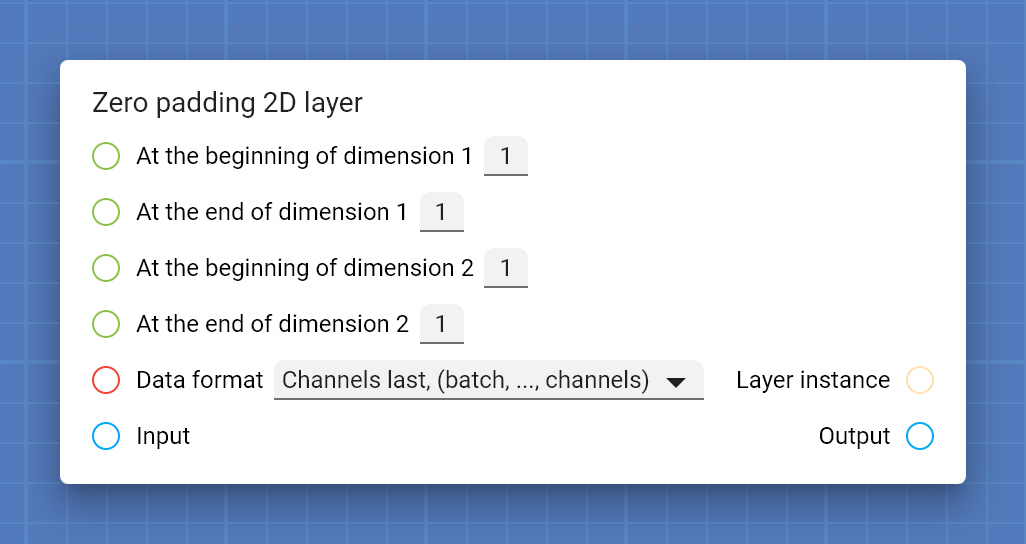 Zero padding 2D layer
At the beginning of dimension 1 1
At the end of dimension 1 1
At the beginning of dimension 2 1
At the end of dimension 2 1
Data format Channels last, (batch, ..., channels) Layer instance
Input Output